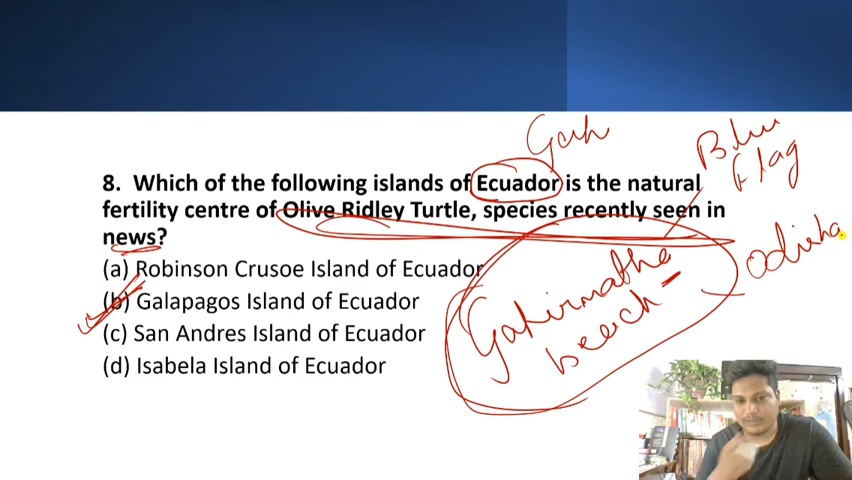 8. Which of the following islands of Ecuador is the natural
fertility centre of Olive Ridley Turtle, species recently seen in
news?
(a) Robinson Crusoe Island of Ecuador
(b) Galapagos Island of Ecuador
(c) San Andres Island of Ecuador
(d) Isabela Island of Ecuador
Blue
Flag
Odisha
Gahirmatha
beech